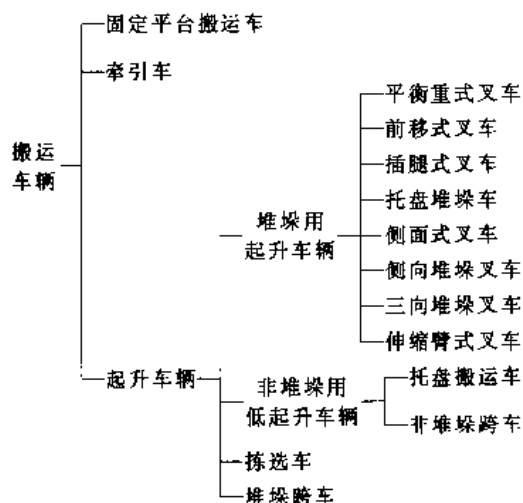 固定平台搬运车
牵引车
搬运
车辆
平衡重式叉车
前移式叉车
插腿式叉车
托盘堆垛车
堆垛用
起升车辆
侧面式叉车
侧向堆垛叉车
三向堆垛叉车
伸缩臂式叉车
起升车辆
非堆垛用
低起升车辆
托盘搬运车
非堆垛跨车
拣选车
堆垛跨车